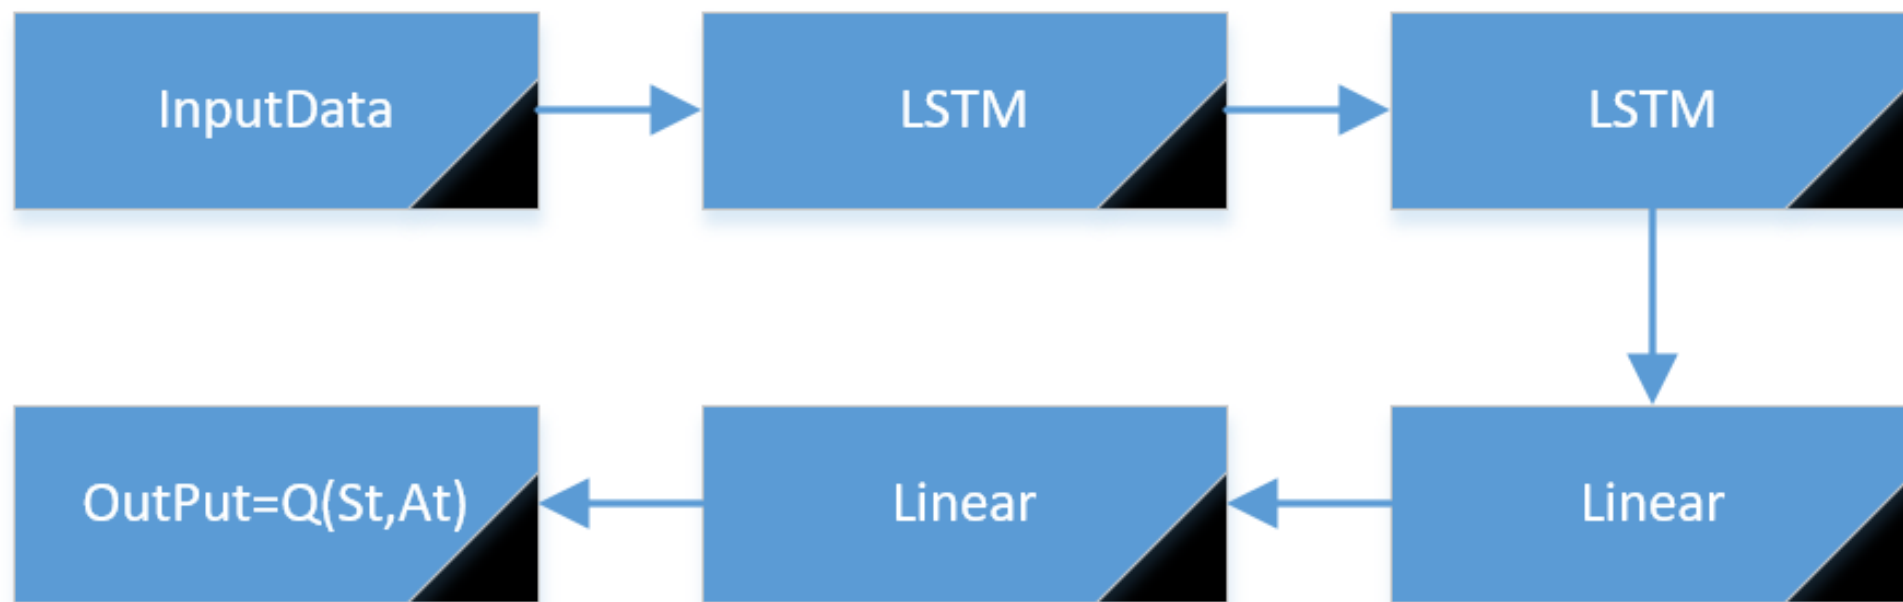 InputData
LSTM
LSTM
OutPut=Q(St,At)
Linear
Linear